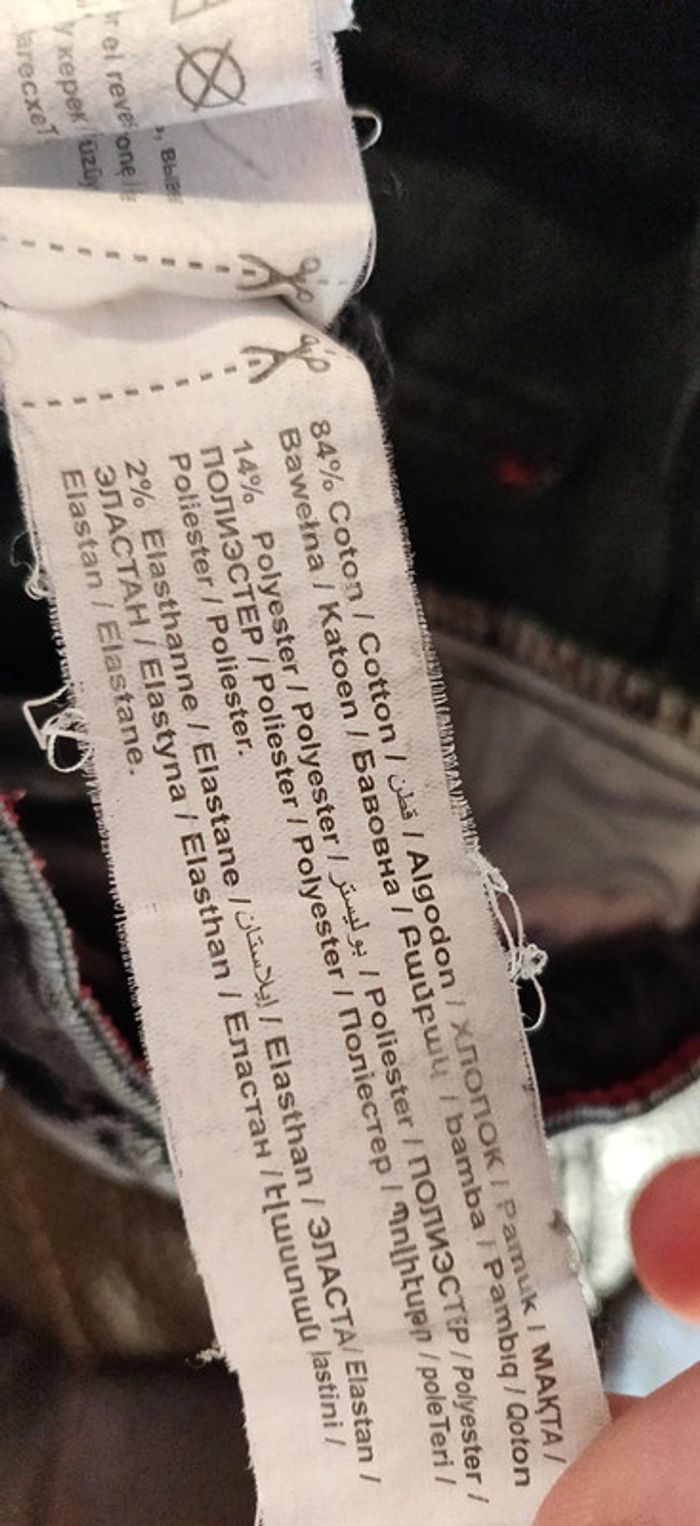 84% Coton / Cotton / قطن / Algodon / ХЛОПОК / Pamuk / МАҚТА /
Bawełna / Katoen / Бавовна / Բամբակ / bamba / Pambıq / Qoton
14% Polyester / Polyester / بوليستر / Poliester / ПОЛИЭСТЕР / Polyester /
ПОЛИЭСТЕР / Poliester / Polyester / Поліестер / Պոլիէսթր / poleTeri /
Poliester / Poliester.
2% Elasthanne / Elastane / إيلاستان / Elasthan / ЭЛАСТА/ Elastan /
ЭЛАСТАН / Elastyna / Elasthan / Еластан / Էլաստան lastini /
Elastan / Elastane.